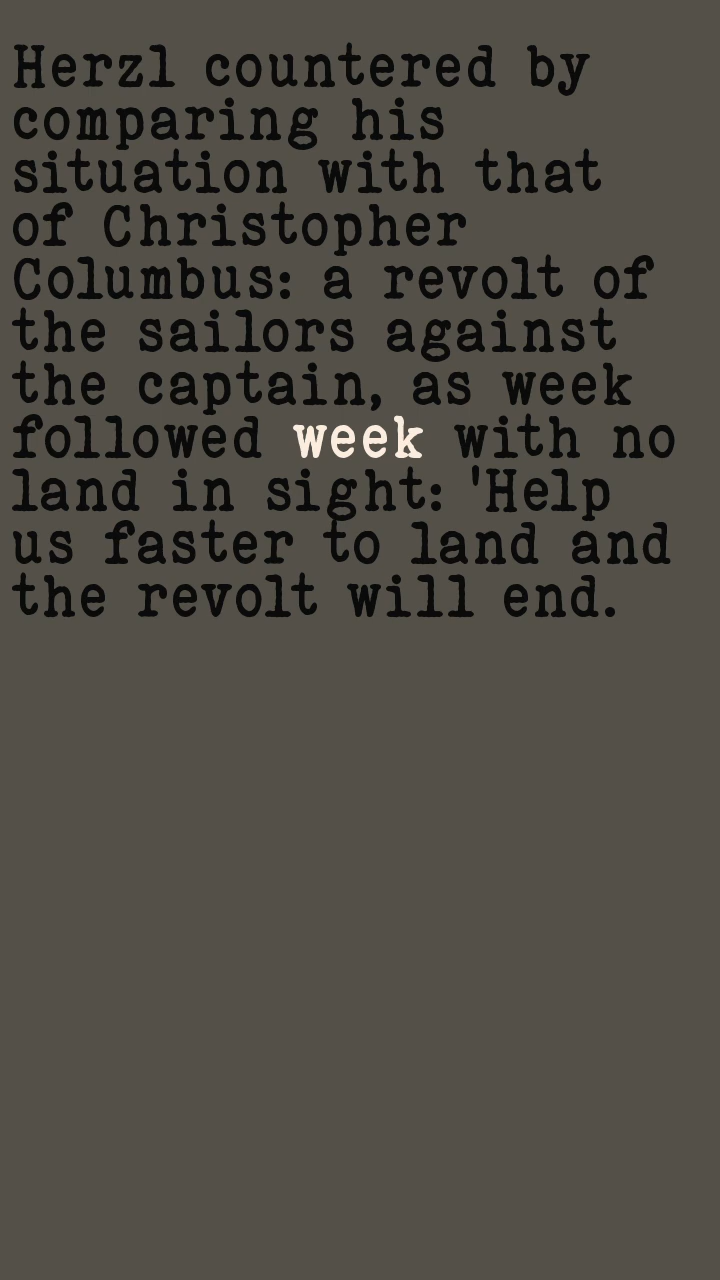 Herzl countered by
comparing his
situation with that
of Christopher
Columbus: a revolt of
the sailors against
the captain, as week
followed week with no
land in sight: 'Help
us faster to land and
the revolt will end.